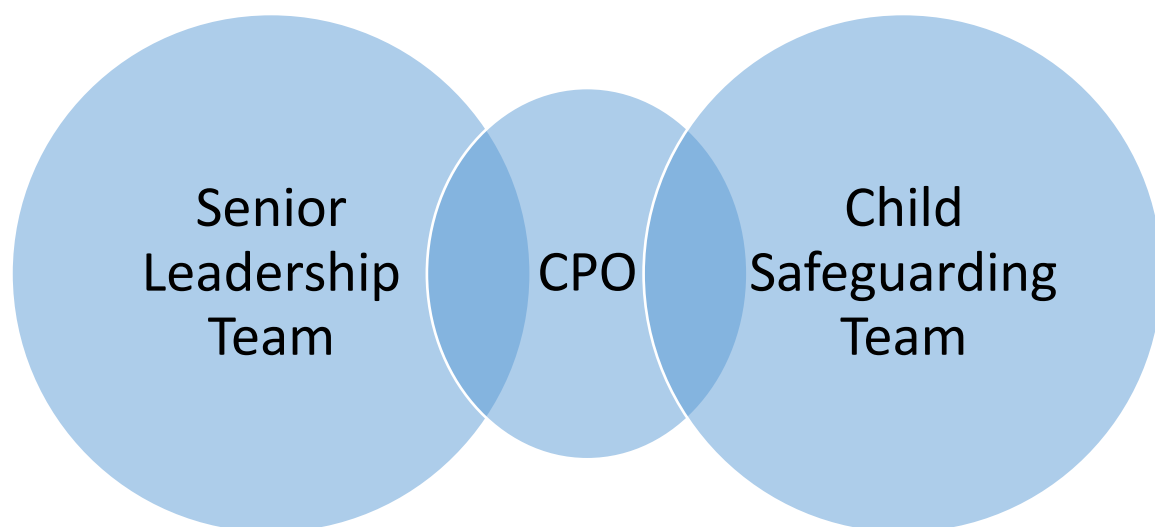 Senior
Leadership
Team
CPO
Child
Safeguarding
Team